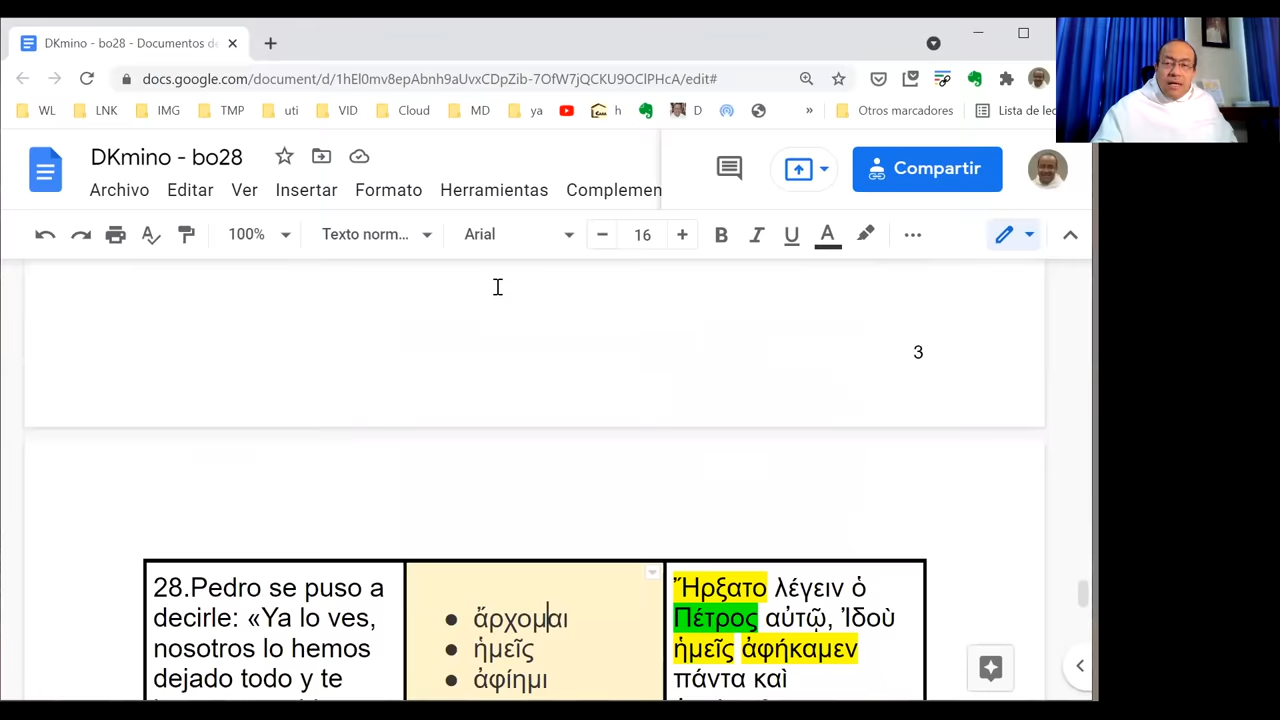 DKmino - bo28 - Documentos de
docs.google.com/document/d/1hEl0mv8epAbnh9aUVXCDpZib-7OfW7jQCKU9OClPHcA/edit#
WL LNK IMG TMP uti VID Cloud MD ya h D » Otros marcadores Lista de lec
DKmino - bo28
Compartir
Archivo Editar Ver Insertar Formato Herramientas Complemen
100% Texto norm... Arial 16 B I U A
3
28.Pedro se puso a
decirle: «Ya lo ves,
nosotros lo hemos
dejado todo y te
ἄρχομαι
ἡμεῖς
ἀφίημι
Ἤρξατο λέγειν ὁ
Πέτρος αὐτῷ, Ἰδοὺ
ἡμεῖς ἀφήκαμεν
πάντα καὶ